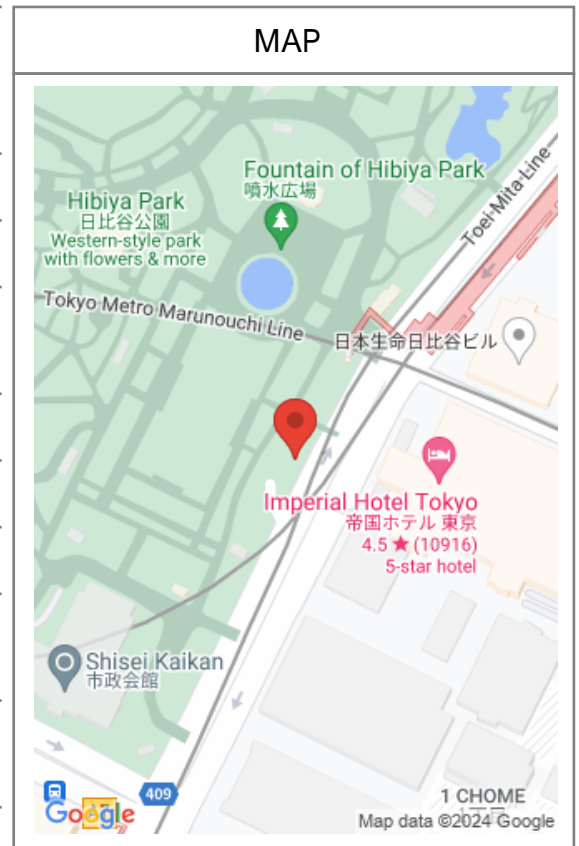 MAP
Fountain of Hibiya Park
噴水広場
Toei-Mita-Line
Hibiya Park
日比谷公園
Western-style park
with flowers & more
Tokyo Metro Marunouchi Line
日本生命日比谷ビル
Imperial Hotel Tokyo
帝国ホテル 東京
4.5 ★ (10916)
5-star hotel
Shisei Kaikan
市政会館
409
1 CHOME
Google
Map data ©2024 Google